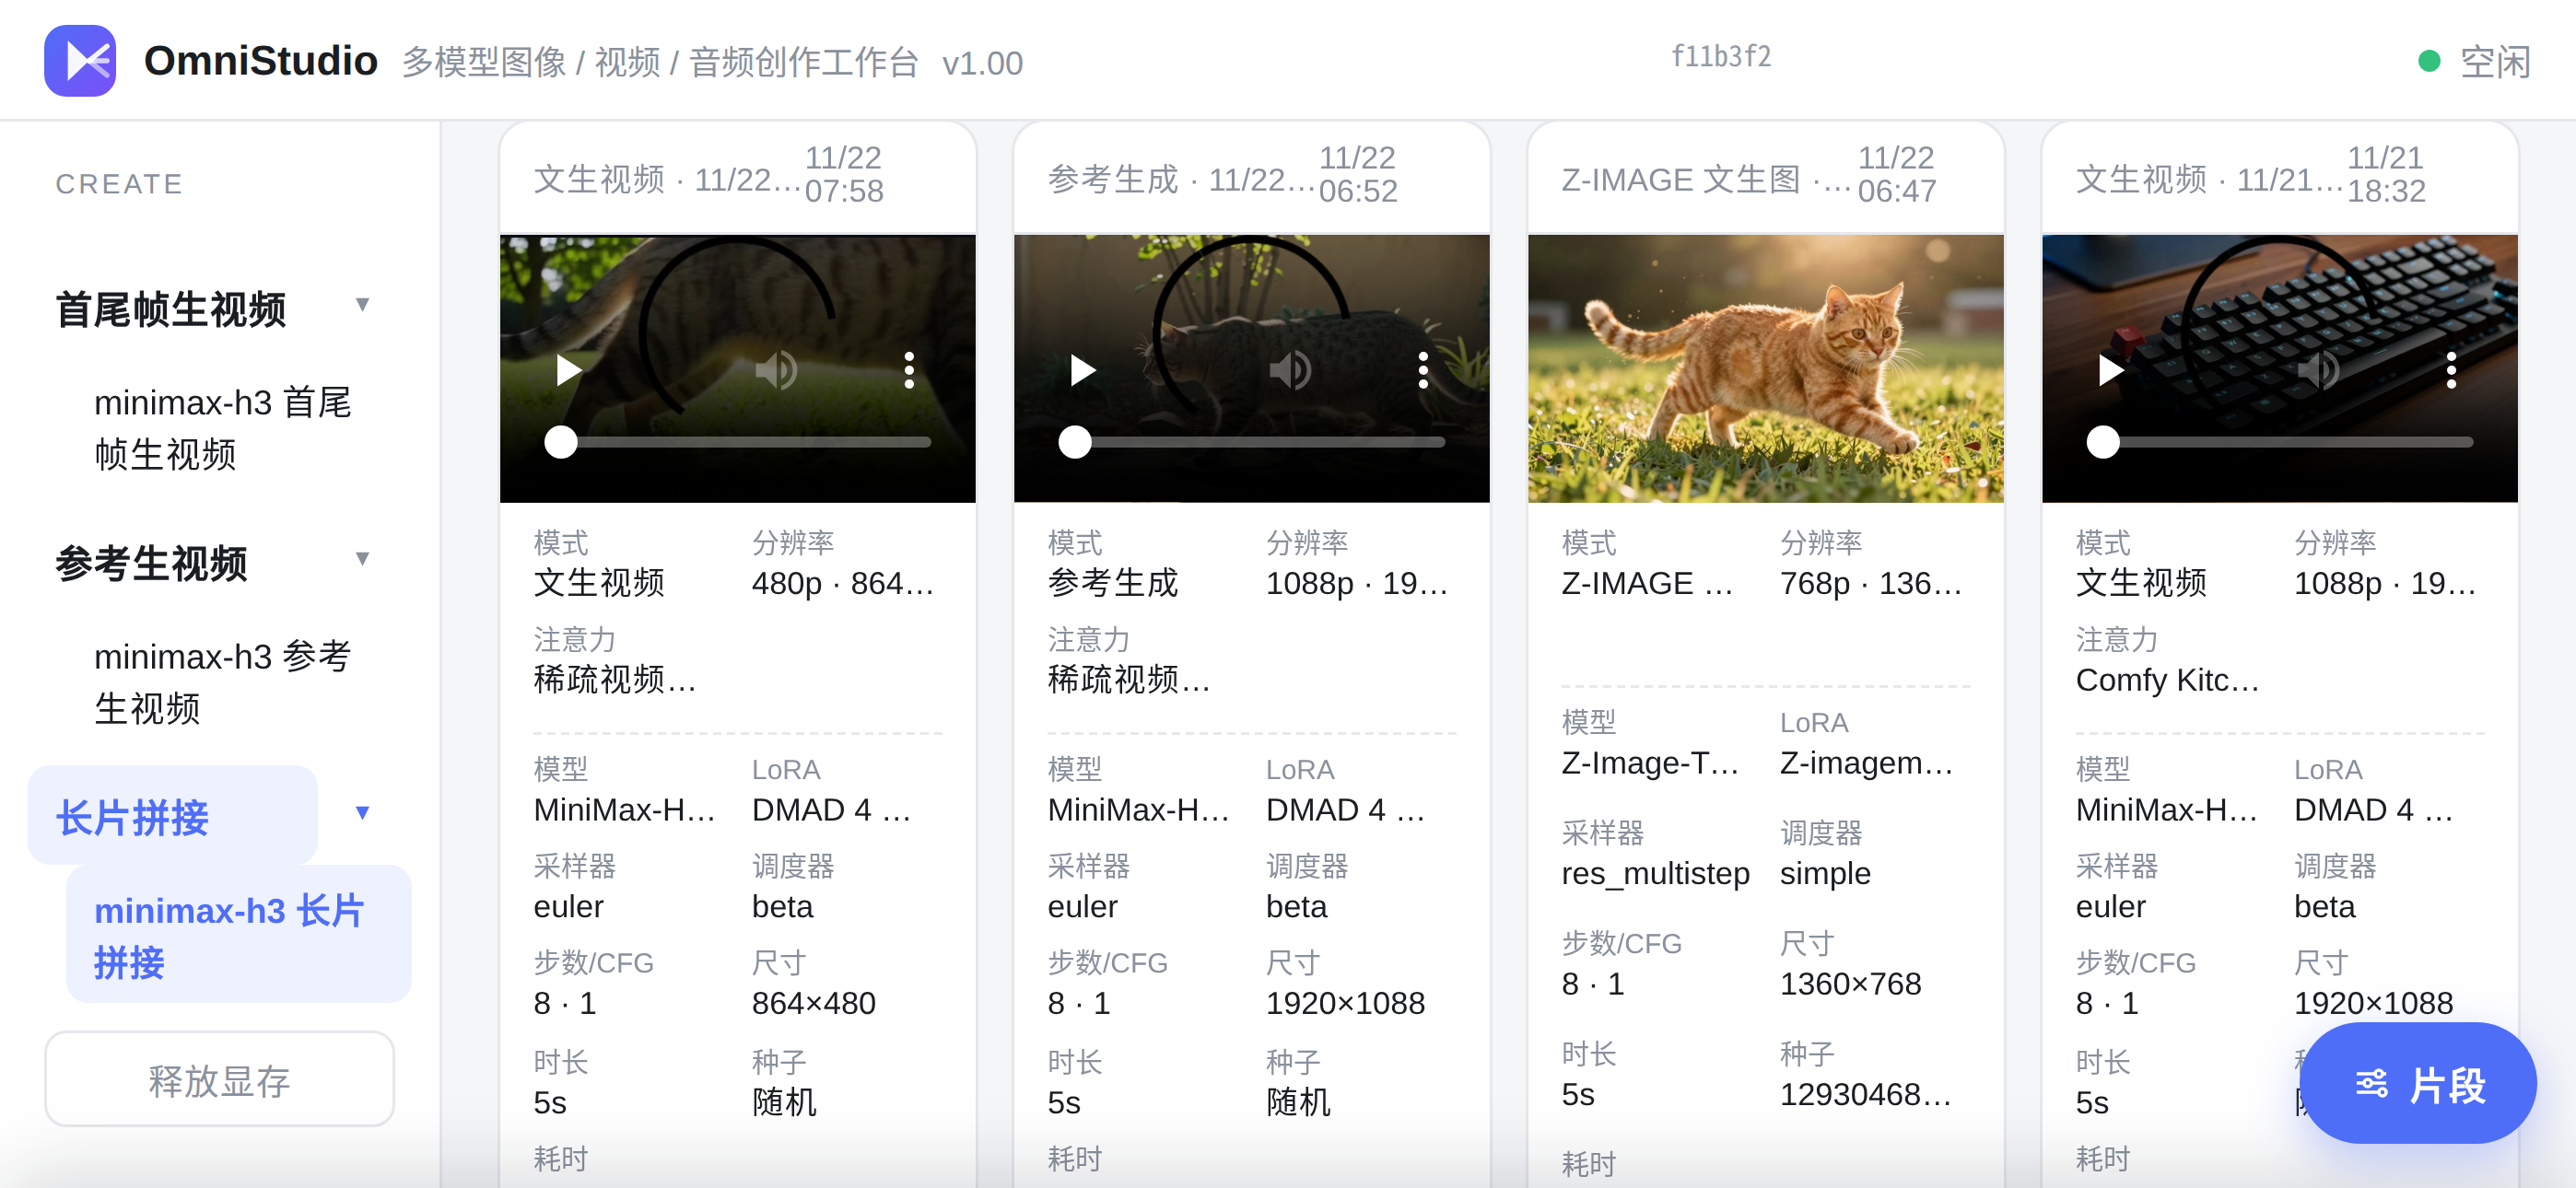 OmniStudio 多模型图像 / 视频 / 音频创作工作台 v1.00
f11b3f2
空闲
CREATE
首尾帧生视频
minimax-h3 首尾
帧生视频
参考生视频
minimax-h3 参考
生视频
长片拼接
minimax-h3 长片
拼接
释放显存
文生视频 · 11/22…
11/22
07:58
模式
文生视频
分辨率
480p · 864…
注意力
稀疏视频…
模型
MiniMax-H…
LoRA
DMAD 4 …
采样器
euler
调度器
beta
步数/CFG
8 · 1
尺寸
864×480
时长
5s
种子
随机
耗时
参考生成 · 11/22…
11/22
06:52
模式
参考生成
分辨率
1088p · 19…
注意力
稀疏视频…
模型
MiniMax-H…
LoRA
DMAD 4 …
采样器
euler
调度器
beta
步数/CFG
8 · 1
尺寸
1920×1088
时长
5s
种子
随机
耗时
Z-IMAGE 文生图 ·…
11/22
06:47
模式
Z-IMAGE …
分辨率
768p · 136…
模型
Z-Image-T…
LoRA
Z-imagem…
采样器
res_multistep
调度器
simple
步数/CFG
8 · 1
尺寸
1360×768
时长
5s
种子
12930468…
耗时
文生视频 · 11/21…
11/21
18:32
模式
文生视频
分辨率
1088p · 19…
注意力
Comfy Kitc…
模型
MiniMax-H…
LoRA
DMAD 4 …
采样器
euler
调度器
beta
步数/CFG
8 · 1
尺寸
1920×1088
时长
5s
耗时
片段